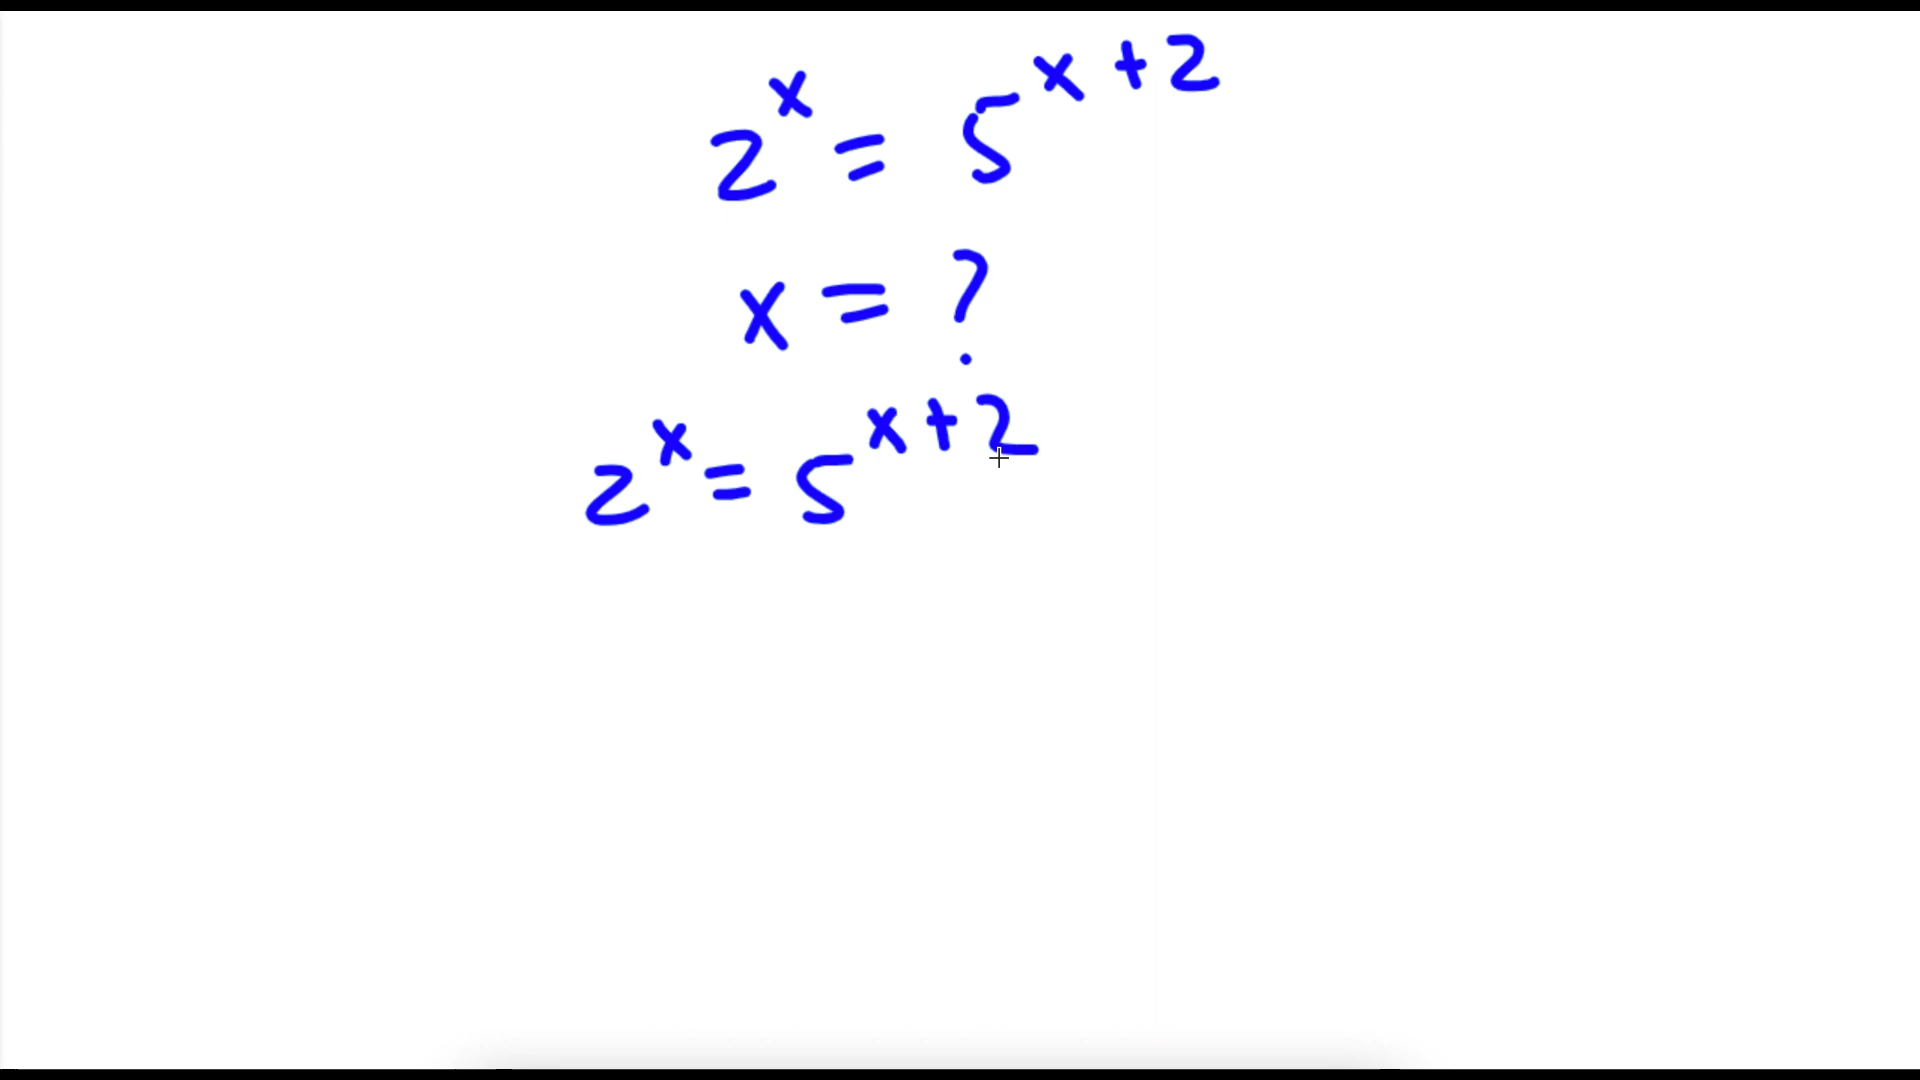 2^x = 5^{x+2}
x = ?
2^x = 5^{x+2}